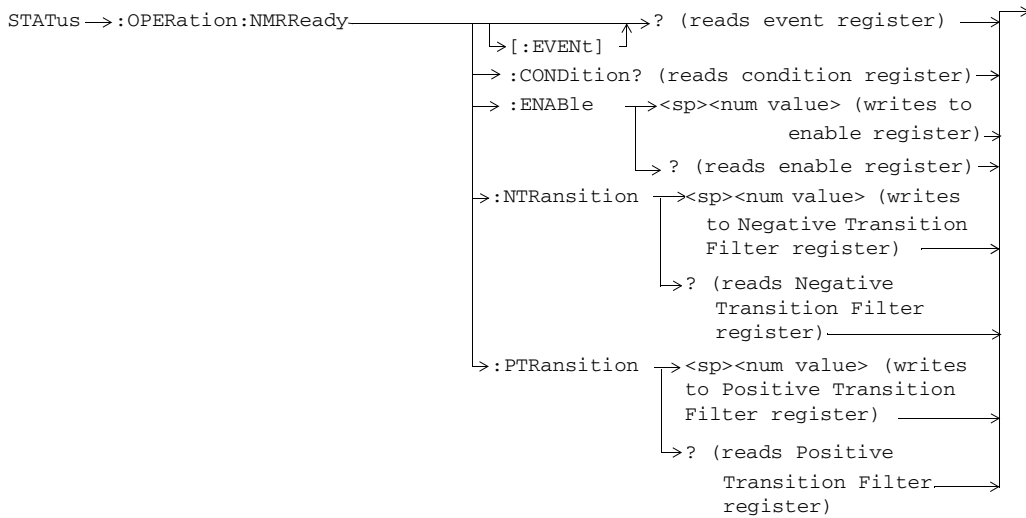 STATus :OPERation:NMRReady ? (reads event register)
[:EVENt]
:CONDition? (reads condition register)
:ENABle <sp><num value> (writes to
enable register)
? (reads enable register)
:NTRansition <sp><num value> (writes
to Negative Transition
Filter register)
? (reads Negative
Transition Filter
register)
:PTRansition <sp><num value> (writes
to Positive Transition
Filter register)
? (reads Positive
Transition Filter
register)